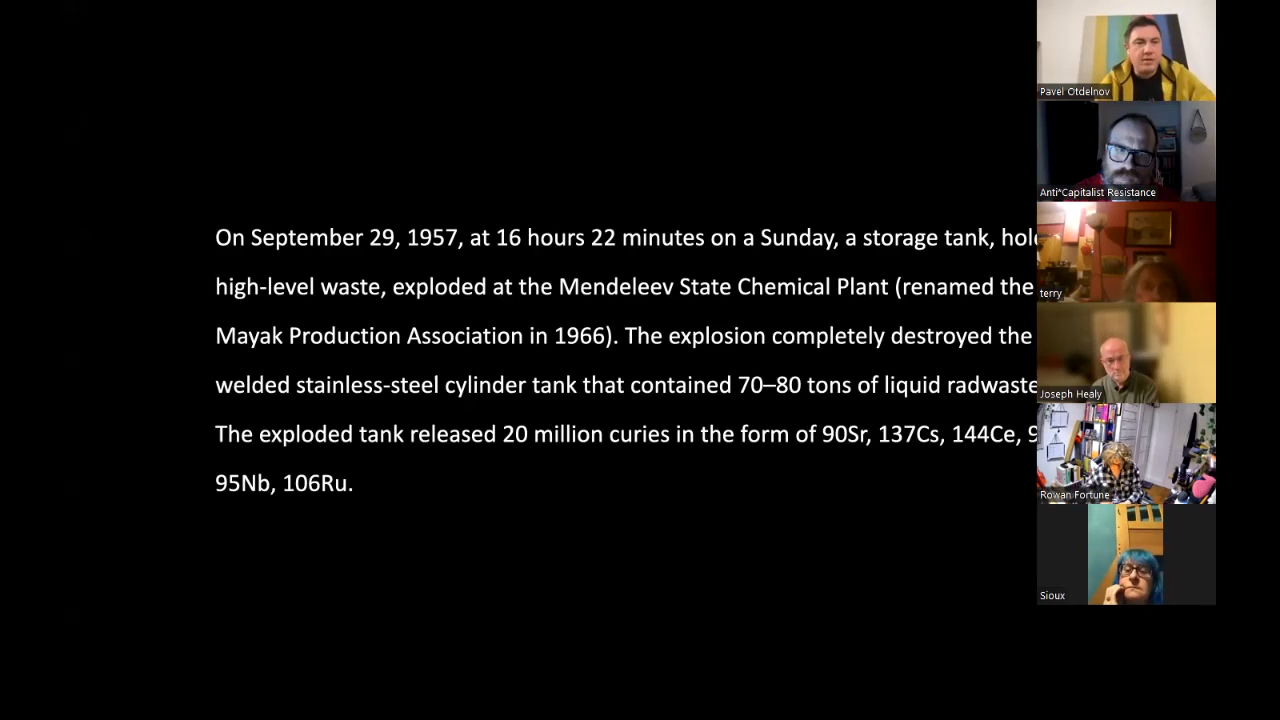 On September 29, 1957, at 16 hours 22 minutes on a Sunday, a storage tank,
high-level waste, exploded at the Mendeleev State Chemical Plant (renamed the
Mayak Production Association in 1966). The explosion completely destroyed the
welded stainless-steel cylinder tank that contained 70–80 tons of liquid radwaste
The exploded tank released 20 million curies in the form of 90Sr, 137Cs, 144Ce,
95Nb, 106Ru.
Pavel Otdelnov
Anti*Capitalist Resistance
terry
Joseph Healy
Rowan Fortune
Sioux